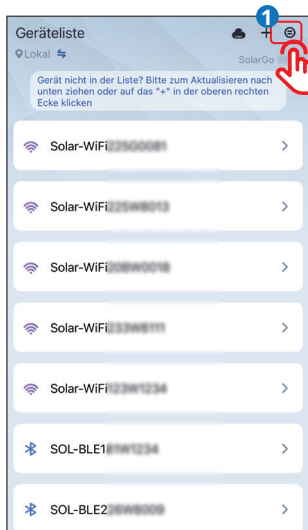 1
Geräteliste
Lokal
SolarGo
Gerät nicht in der Liste? Bitte zum Aktualisieren nach
unten ziehen oder auf das "+" in der oberen rechten
Ecke klicken
Solar-WiFi
Solar-WiFi
Solar-WiFi
Solar-WiFi
Solar-WiFi
SOL-BLE1
SOL-BLE2